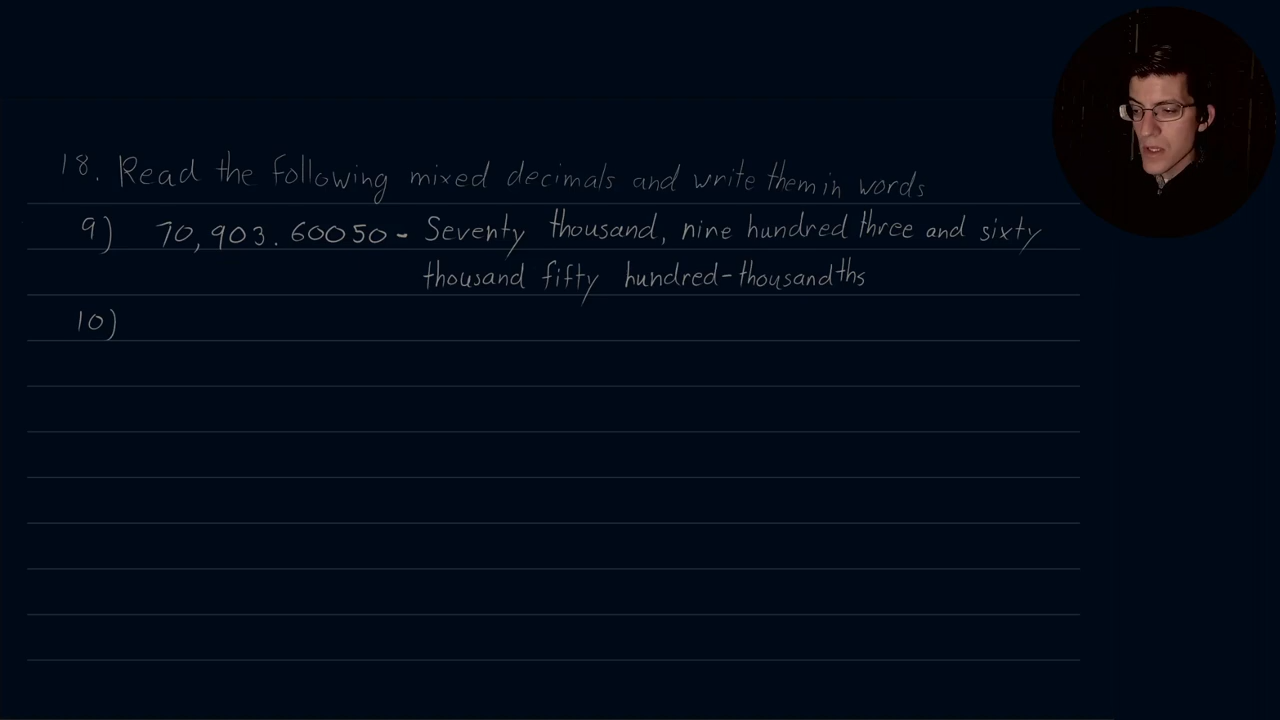 18. Read the following mixed decimals and write them in words
9) 70,903.60050 - Seventy thousand, nine hundred three and sixty
thousand fifty hundred-thousandths
10)